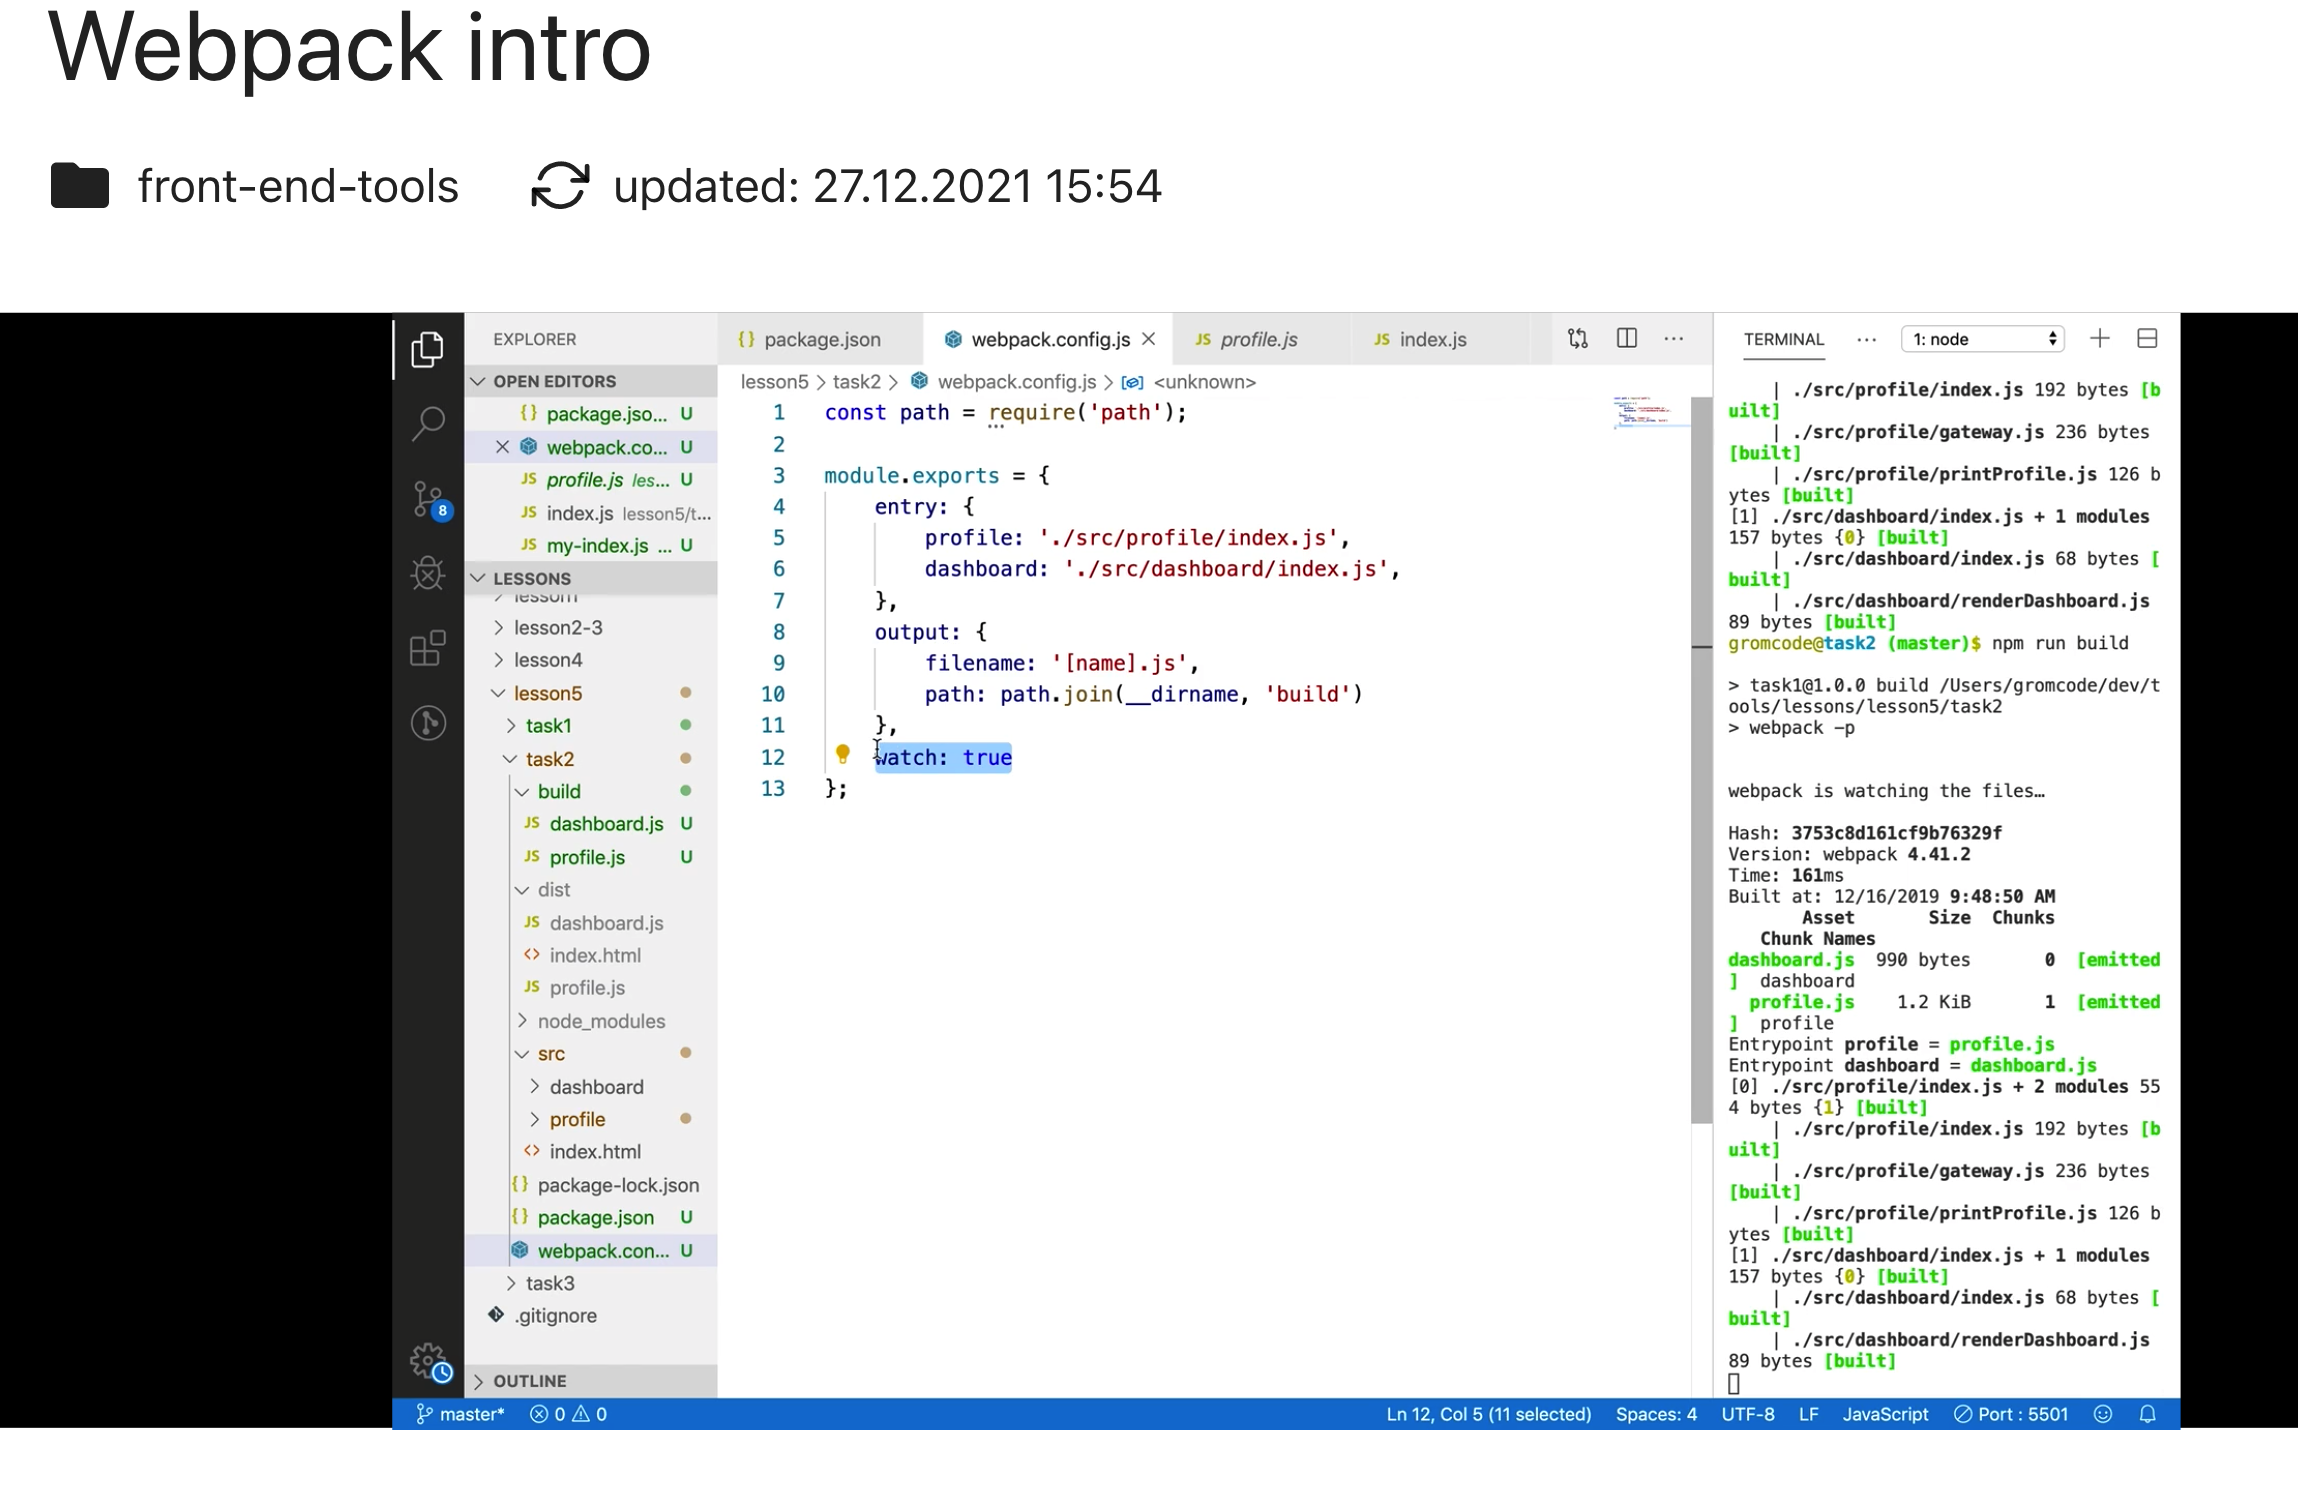 Webpack intro
front-end-tools updated: 27.12.2021 15:54
EXPLORER
OPEN EDITORS
{} package.jso... U
webpack.co... U
JS profile.js les... U
JS index.js lesson5/t...
JS my-index.js ... U
LESSONS
lesson1
lesson2-3
lesson4
lesson5
task1
task2
build
JS dashboard.js U
JS profile.js U
dist
JS dashboard.js
<> index.html
JS profile.js
node_modules
src
dashboard
profile
<> index.html
{} package-lock.json
{} package.json U
webpack.con... U
task3
.gitignore
OUTLINE
8
{} package.json webpack.config.js JS profile.js JS index.js
lesson5 > task2 > webpack.config.js > <unknown>
1 const path = require('path');
2
3 module.exports = {
4 entry: {
5 profile: './src/profile/index.js',
6 dashboard: './src/dashboard/index.js',
7 },
8 output: {
9 filename: '[name].js',
10 path: path.join(__dirname, 'build')
11 },
12 watch: true
13 };
TERMINAL ... 1: node
| ./src/profile/index.js 192 bytes [b
uilt]
| ./src/profile/gateway.js 236 bytes
[built]
| ./src/profile/printProfile.js 126 b
ytes [built]
[1] ./src/dashboard/index.js + 1 modules
157 bytes {0} [built]
| ./src/dashboard/index.js 68 bytes [
built]
| ./src/dashboard/renderDashboard.js
89 bytes [built]
gromcode@task2 (master)$ npm run build
> task1@1.0.0 build /Users/gromcode/dev/t
ools/lessons/lesson5/task2
> webpack -p
webpack is watching the files…
Hash: 3753c8d161cf9b76329f
Version: webpack 4.41.2
Time: 161ms
Built at: 12/16/2019 9:48:50 AM
Asset Size Chunks
Chunk Names
dashboard.js 990 bytes 0 [emitted
] dashboard
profile.js 1.2 KiB 1 [emitted
] profile
Entrypoint profile = profile.js
Entrypoint dashboard = dashboard.js
[0] ./src/profile/index.js + 2 modules 55
4 bytes {1} [built]
| ./src/profile/index.js 192 bytes [b
uilt]
| ./src/profile/gateway.js 236 bytes
[built]
| ./src/profile/printProfile.js 126 b
ytes [built]
[1] ./src/dashboard/index.js + 1 modules
157 bytes {0} [built]
| ./src/dashboard/index.js 68 bytes [
built]
| ./src/dashboard/renderDashboard.js
89 bytes [built]
master* 0 0 Ln 12, Col 5 (11 selected) Spaces: 4 UTF-8 LF JavaScript Port : 5501